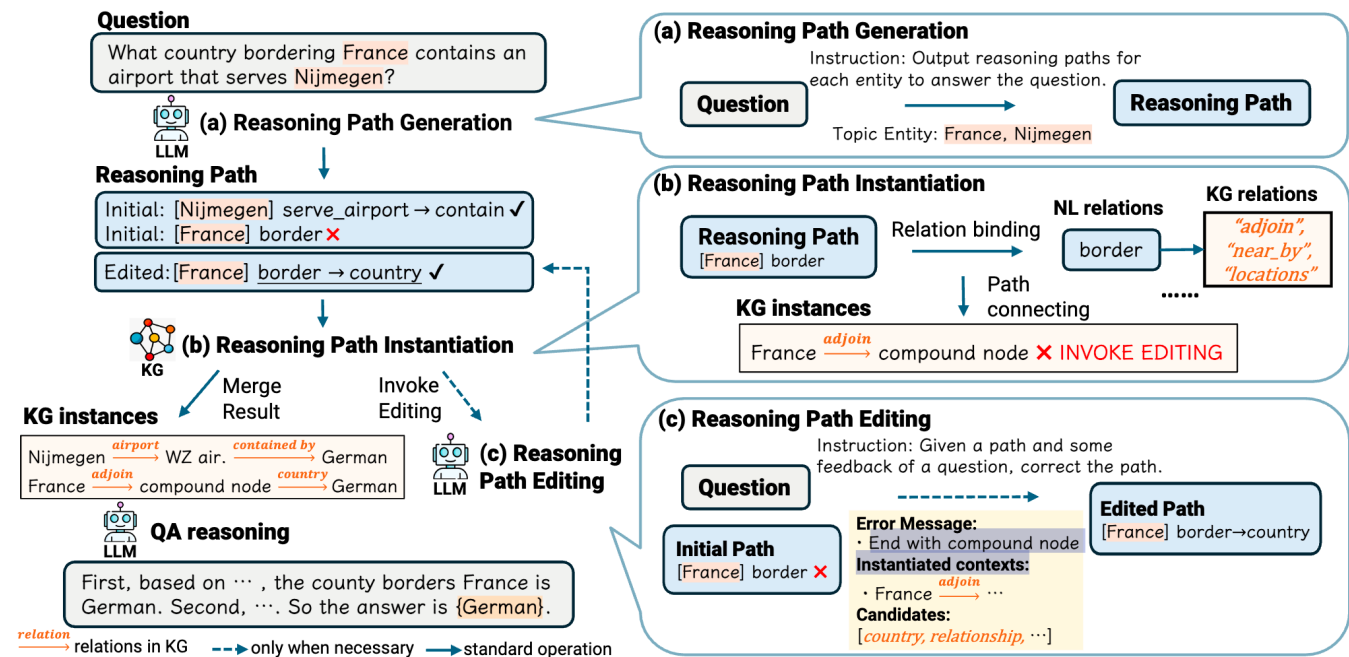 Question
What country bordering France contains an
airport that serves Nijmegen?
LLM
(a) Reasoning Path Generation
Reasoning Path
Initial: [Nijmegen] serve_airport → contain ✓
Initial: [France] border ✗
Edited: [France] border → country ✓
KG
(b) Reasoning Path Instantiation
Merge
Result
Invoke
Editing
KG instances
Nijmegen airport→ WZ air. contained by→ German
France adjoin→ compound node country→ German
LLM
(c) Reasoning
Path Editing
LLM
QA reasoning
First, based on ⋯ , the county borders France is
German. Second, ⋯. So the answer is {German}.
relation→ relations in KG
only when necessary
standard operation
(a) Reasoning Path Generation
Instruction: Output reasoning paths for
each entity to answer the question.
Question
Reasoning Path
Topic Entity: France, Nijmegen
(b) Reasoning Path Instantiation
Reasoning Path
[France] border
Relation binding
NL relations
border
KG relations
“adjoin”,
“near_by”,
“locations”
......
Path
connecting
KG instances
France adjoin→ compound node ✗ INVOKE EDITING
(c) Reasoning Path Editing
Instruction: Given a path and some
feedback of a question, correct the path.
Question
Initial Path
[France] border ✗
Error Message:
· End with compound node
Instantiated contexts:
· France adjoin→ ⋯
Candidates:
[country, relationship, ⋯]
Edited Path
[France] border→country